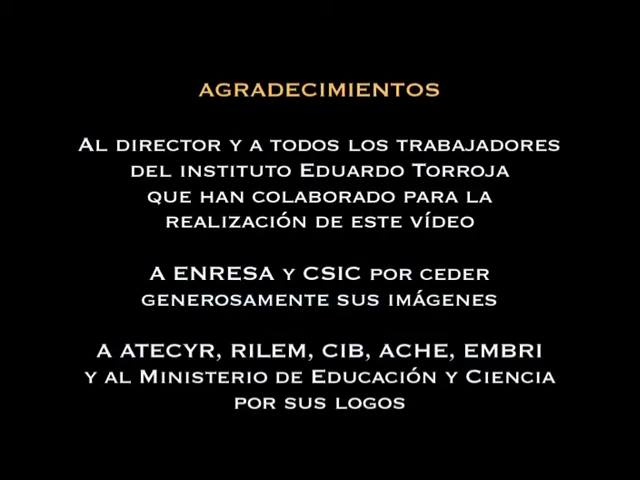 AGRADECIMIENTOS
AL DIRECTOR Y A TODOS LOS TRABAJADORES
DEL INSTITUTO EDUARDO TORROJA
QUE HAN COLABORADO PARA LA
REALIZACIÓN DE ESTE VÍDEO
A ENRESA Y CSIC POR CEDER
GENEROSAMENTE SUS IMÁGENES
A ATECYR, RILEM, CIB, ACHE, EMBRI
Y AL MINISTERIO DE EDUCACIÓN Y CIENCIA
POR SUS LOGOS